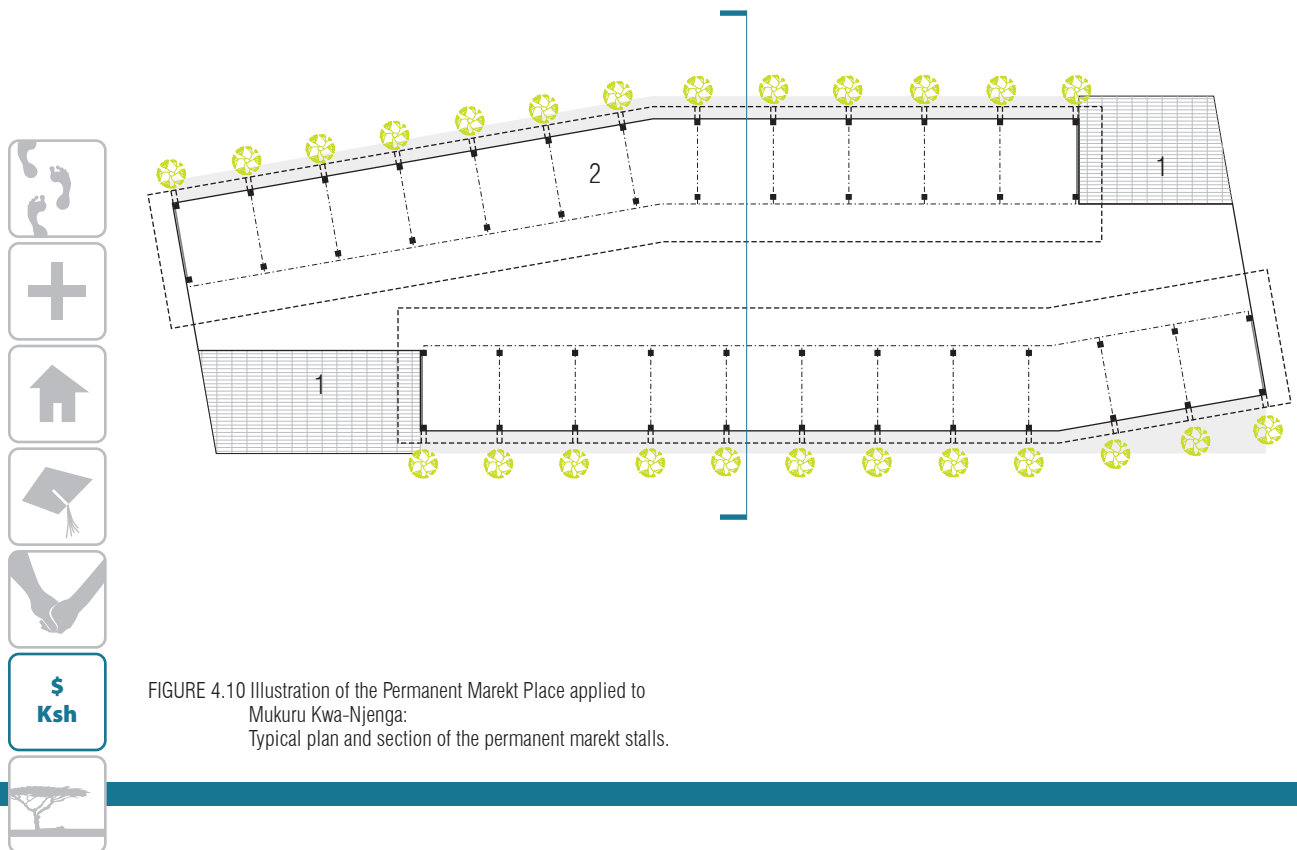 2
1
1
$
Ksh
FIGURE 4.10 Illustration of the Permanent Marekt Place applied to
Mukuru Kwa-Njenga:
Typical plan and section of the permanent marekt stalls.